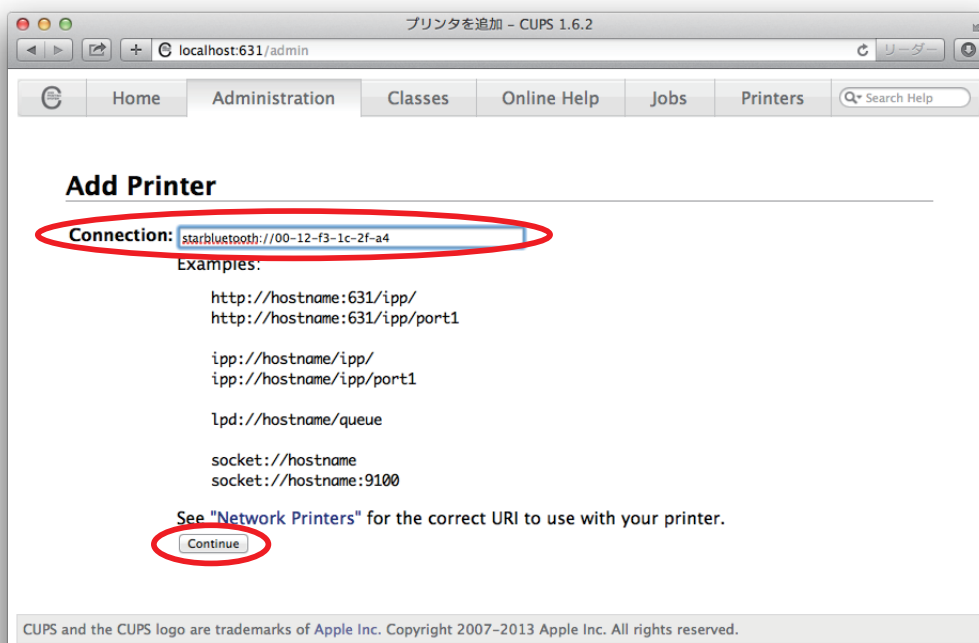 プリンタを追加 – CUPS 1.6.2
localhost:631/admin
リーダー
Home Administration Classes Online Help Jobs Printers Search Help
Add Printer
Connection: starbluetooth://00-12-f3-1c-2f-a4
Examples:
http://hostname:631/ipp/
http://hostname:631/ipp/port1
ipp://hostname/ipp/
ipp://hostname/ipp/port1
lpd://hostname/queue
socket://hostname
socket://hostname:9100
See "Network Printers" for the correct URI to use with your printer.
Continue
CUPS and the CUPS logo are trademarks of Apple Inc. Copyright 2007-2013 Apple Inc. All rights reserved.